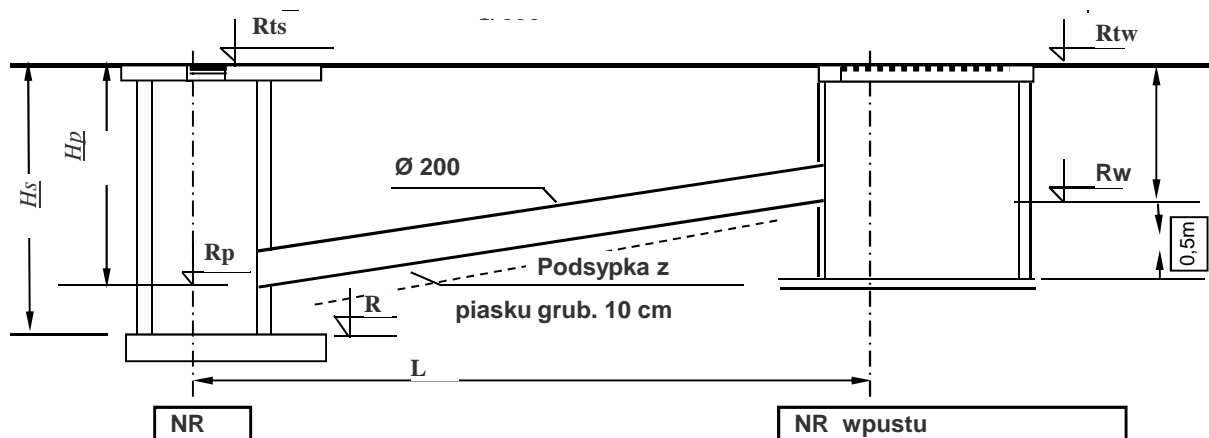 Rts
Rtw
Hp
Hs
Ø 200
Rw
Rp
0,5m
Podsypka z
piasku grub. 10 cm
R
L
NR
NR wpustu